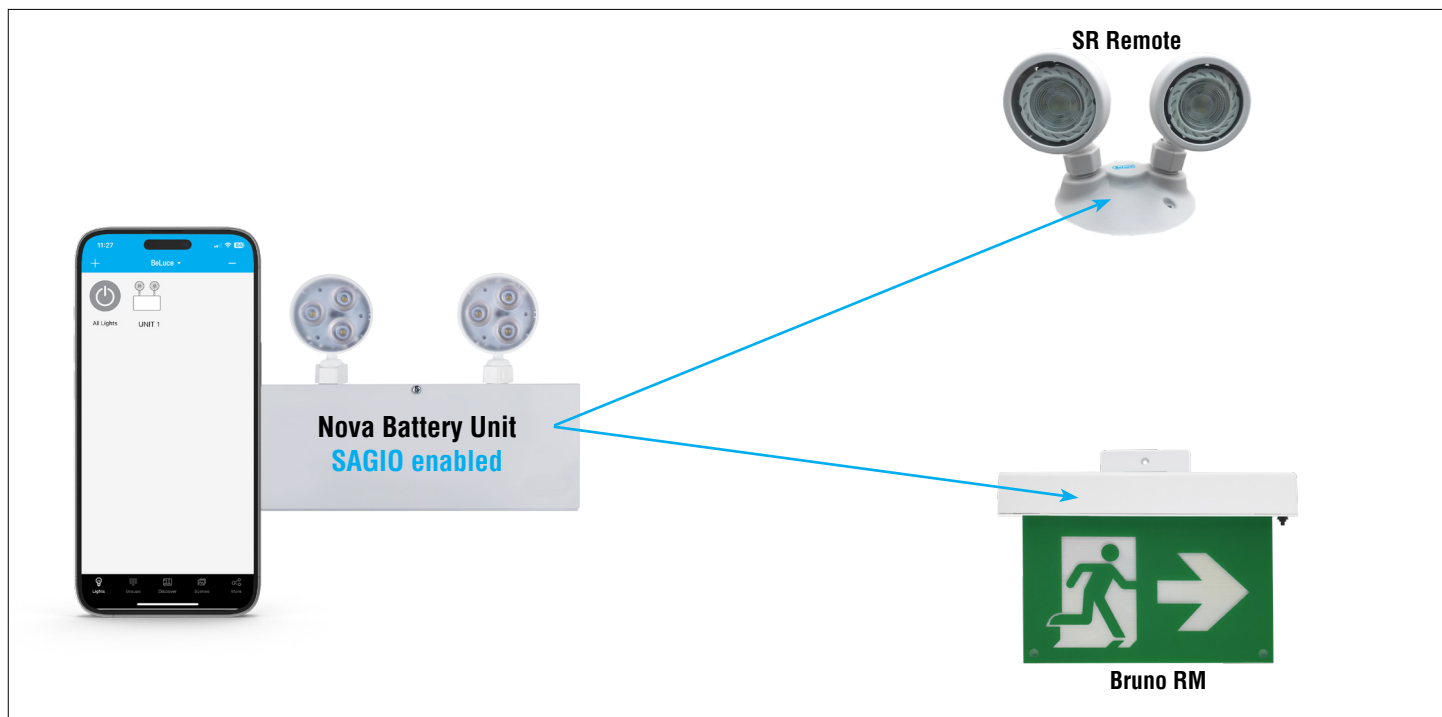 SR Remote
11:27
BeLuce
All Lights
UNIT 1
Nova Battery Unit
SAGIO enabled
Lights
Groups
Discover
Scenes
More
Bruno RM